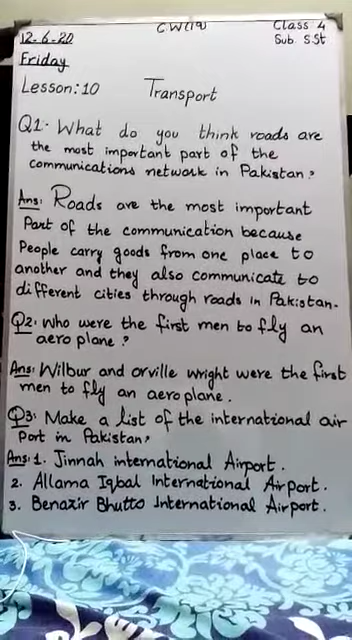 12-6-20
C.W(19)
Class 4
Sub S.St
Friday
Lesson:10 Transport
Q1- What do you think roads are
the most important part of the
communications network in Pakistan?
Ans: Roads are the most important
Part of the communication because
People carry goods from one place to
another and they also communicate to
different cities through roads in Pakistan-
Q2: who were the first men to fly an
aero plane?
Ans: Wilbur and orville wright were the first
men to fly an aeroplane.
Q3: Make a list of the international air
Port in Pakistan?
Ans: 1. Jinnah international Airport.
2. Allama Iqbal International Airport.
3. Benazir Bhutto International Airport.